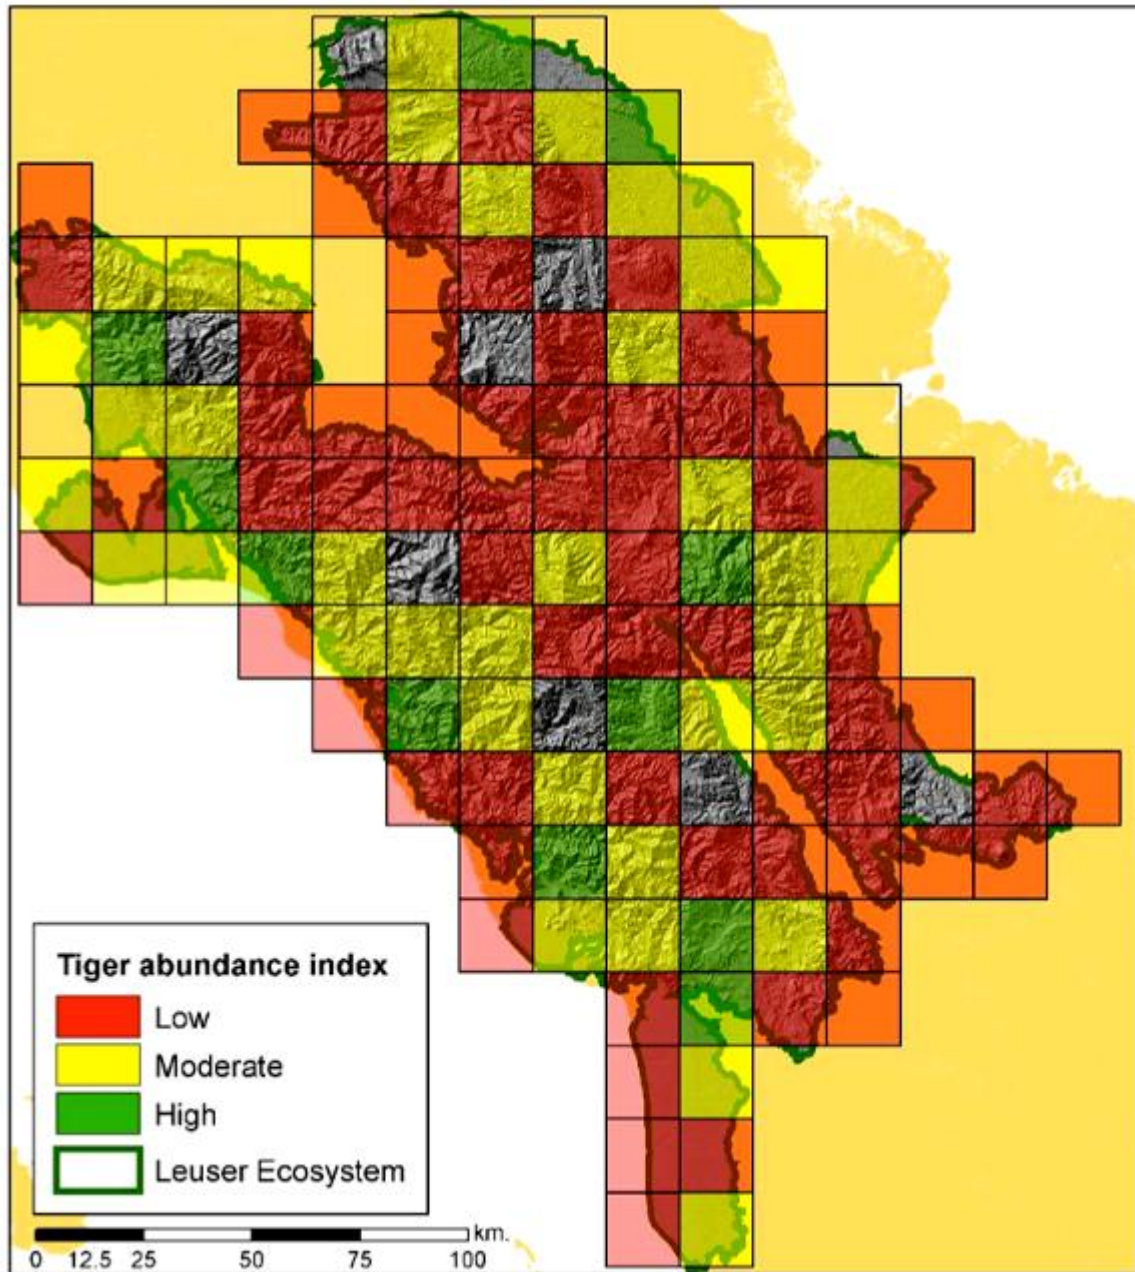 Tiger abundance index
Low
Moderate
High
Leuser Ecosystem
km.
0 12.5 25 50 75 100